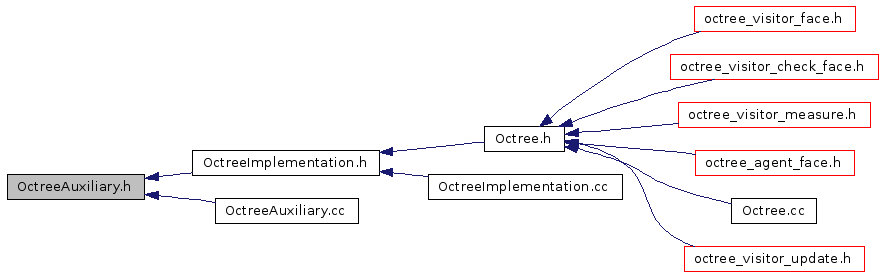 octree_visitor_face.h
octree_visitor_check_face.h
octree_visitor_measure.h
Octree.h
OctreeImplementation.h
octree_agent_face.h
OctreeAuxiliary.h
OctreeImplementation.cc
OctreeAuxiliary.cc
Octree.cc
octree_visitor_update.h